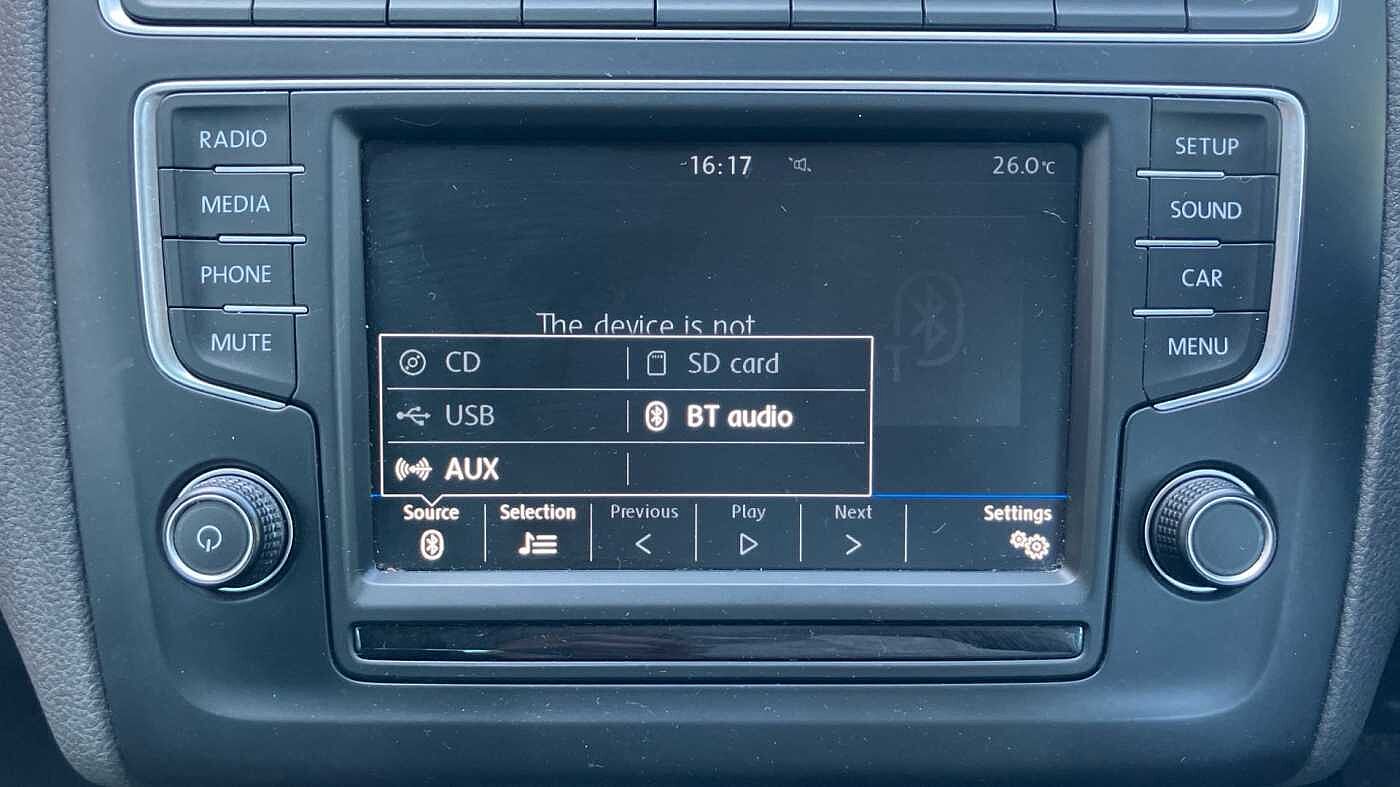 RADIO
MEDIA
PHONE
MUTE
16:17
26.0°C
The device is not
CD
SD card
USB
BT audio
AUX
Source
Selection
Previous
Play
Next
Settings
SETUP
SOUND
CAR
MENU